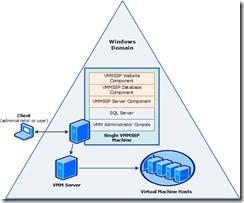 Windows
Domain
VMMSSP Website
Component
VMMSSP Database
Component
VMMSSP Server Component
SQL Server
VMM Administrator Console
Single VMMSSP
Machine
Client
(administrator or user)
VMM Server
Virtual Machine Hosts